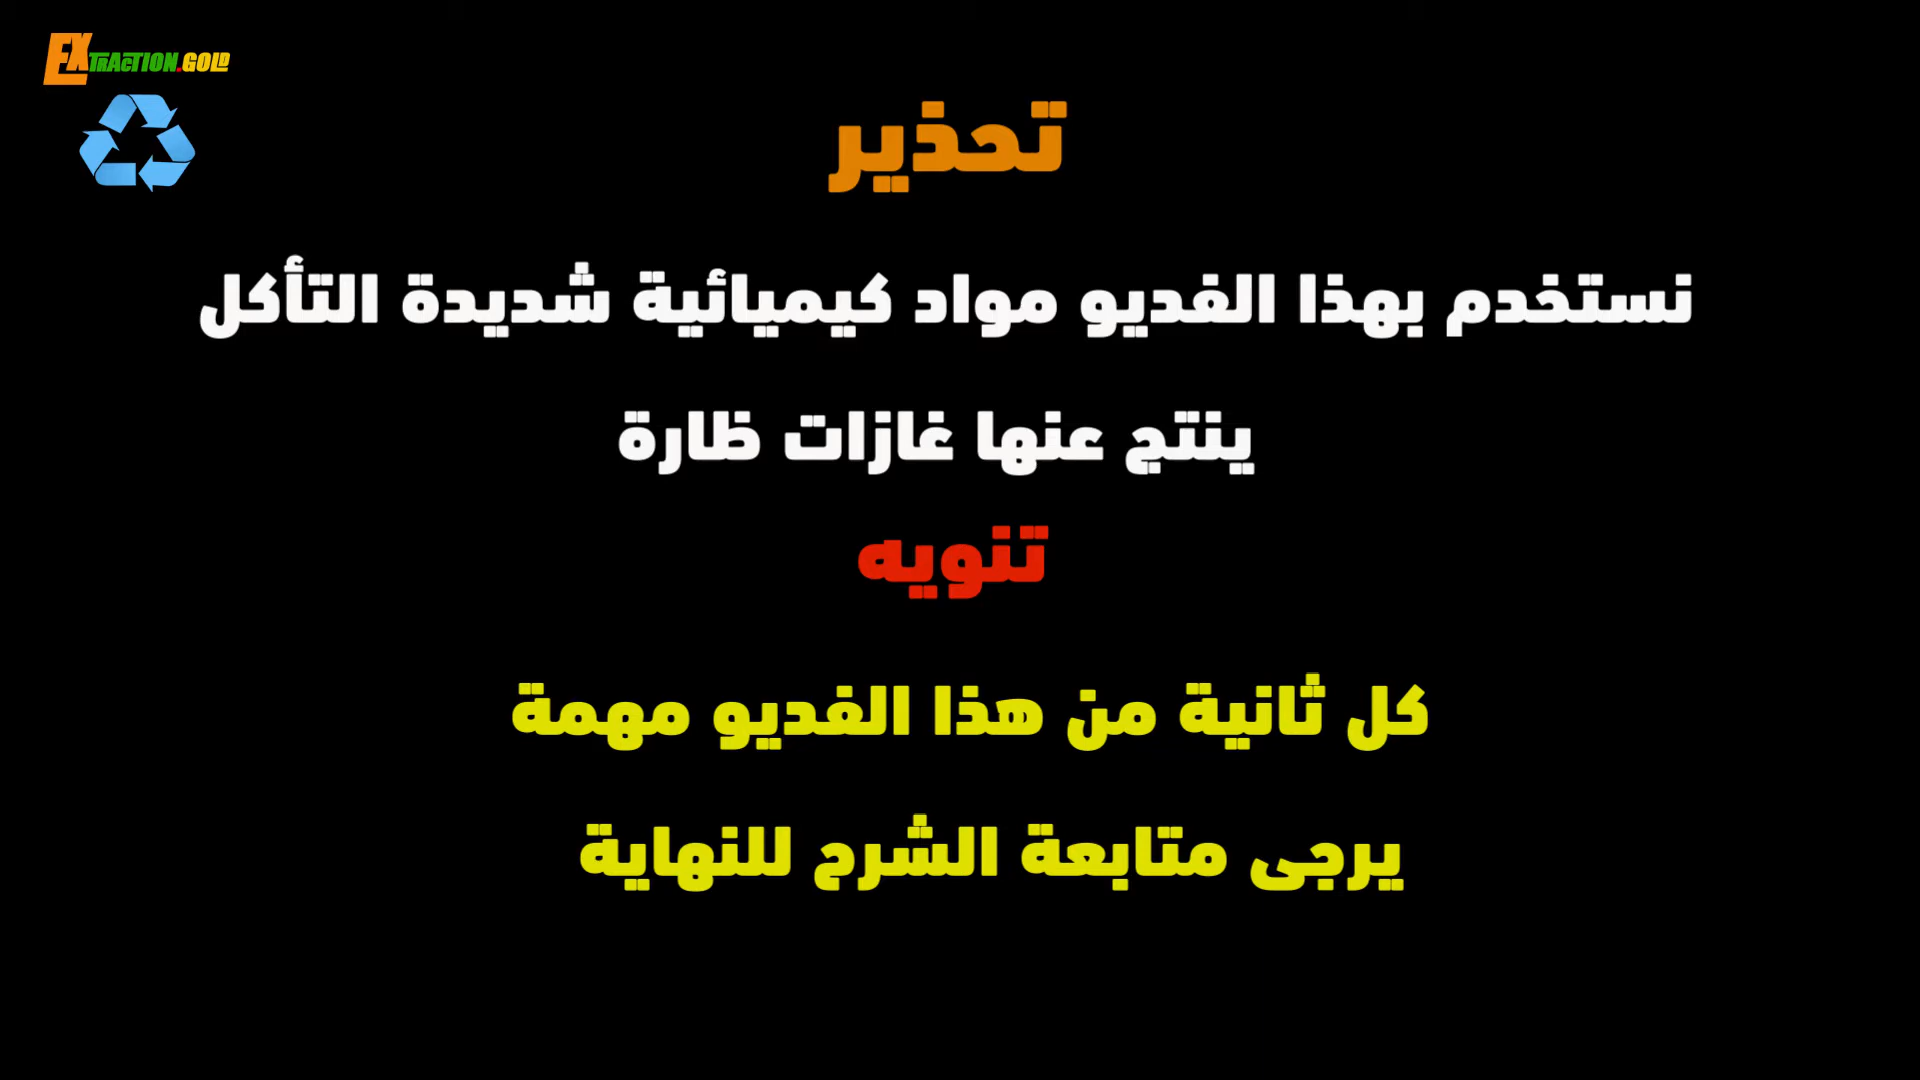 EXTRACTION.GOLD
تحذير
نستخدم بهذا الفديو مواد كيميائية شديدة التأكل
ينتج عنها غازات ظارة
تنويه
كل ثانية من هذا الفديو مهمة
يرجى متابعة الشرح للنهاية